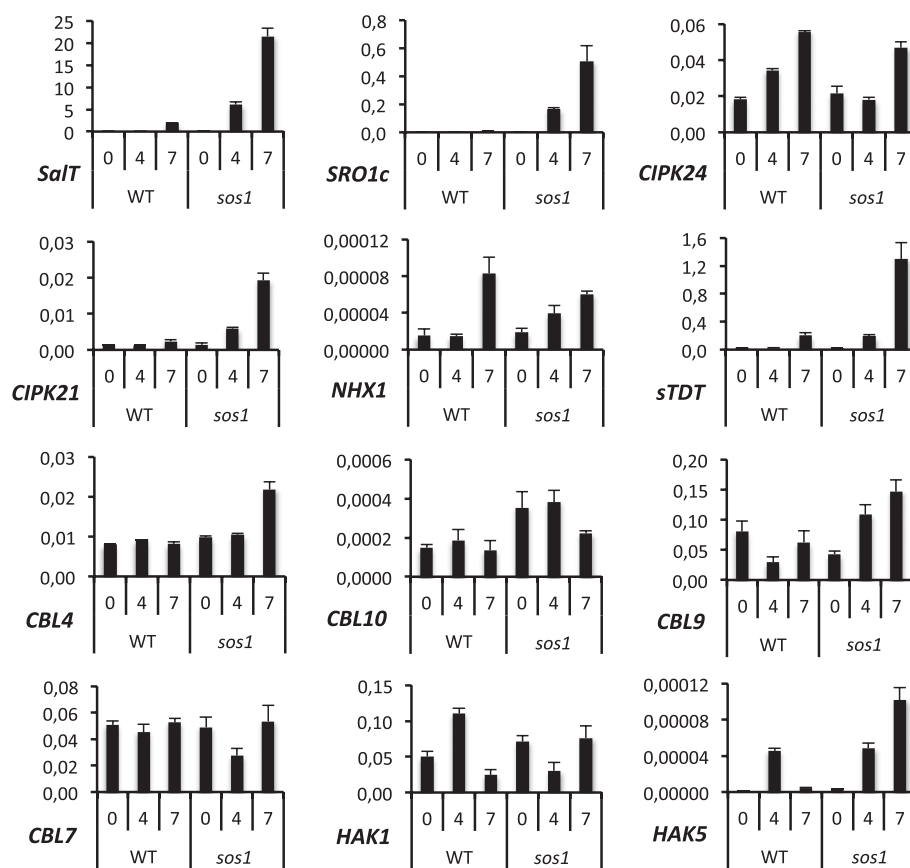 25
20
15
10
5
0
0 4 7 0 4 7
SalT
WT sos1
0,8
0,6
0,4
0,2
0,0
0 4 7 0 4 7
SRO1c
WT sos1
0,06
0,04
0,02
0,00
0 4 7 0 4 7
CIPK24
WT sos1
0,03
0,02
0,01
0,00
0 4 7 0 4 7
CIPK21
WT sos1
0,00012
0,00008
0,00004
0,00000
0 4 7 0 4 7
NHX1
WT sos1
1,6
1,2
0,8
0,4
0,0
0 4 7 0 4 7
sTDT
WT sos1
0,03
0,02
0,01
0,00
0 4 7 0 4 7
CBL4
WT sos1
0,0006
0,0004
0,0002
0,0000
0 4 7 0 4 7
CBL10
WT sos1
0,20
0,15
0,10
0,05
0,00
0 4 7 0 4 7
CBL9
WT sos1
0,08
0,06
0,04
0,02
0,00
0 4 7 0 4 7
CBL7
WT sos1
0,15
0,10
0,05
0,00
0 4 7 0 4 7
HAK1
WT sos1
0,00012
0,00008
0,00004
0,00000
0 4 7 0 4 7
HAK5
WT sos1